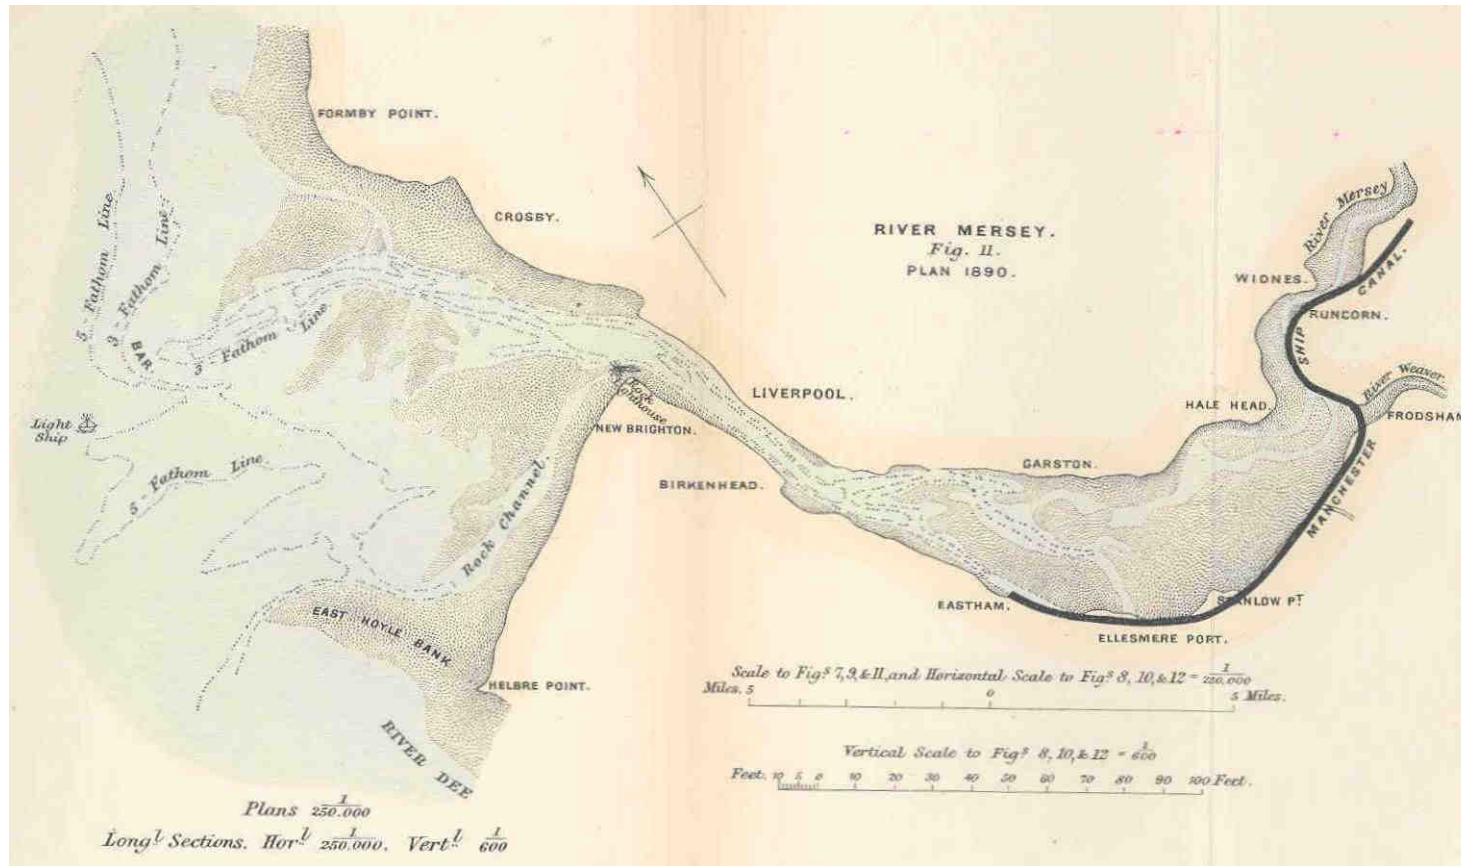 FORMBY POINT.
CROSBY.
5 - Fathom Line
3 - Fathom Line
BAR.
3 - Fathom Line
Light
Ship
5 - Fathom Line
Rock
Lighthouse
NEW BRIGHTON.
Rock Channel.
EAST HOYLE BANK
HELBRE POINT.
RIVER DEE
RIVER MERSEY.
Fig. 11.
PLAN 1890.
LIVERPOOL.
BIRKENHEAD.
GARSTON.
EASTHAM.
ELLESMERE PORT.
STANLOW PT
HALE HEAD.
WIDNES.
RUNCORN.
River Mersey
River Weaver.
FRODSHAM
MANCHESTER
SHIP
CANAL.
Scale to Figs 7, 9, & 11, and Horizontal Scale to Figs 8, 10, & 12 = 1/250.000
Miles. 5 0 5 Miles.
Vertical Scale to Figs 8, 10, & 12 = 1/600
Feet. 10 5 0 10 20 30 40 50 60 70 80 90 100 Feet.
Plans 1/250.000
Longl Sections. Horl 1/250.000. Vertl 1/600